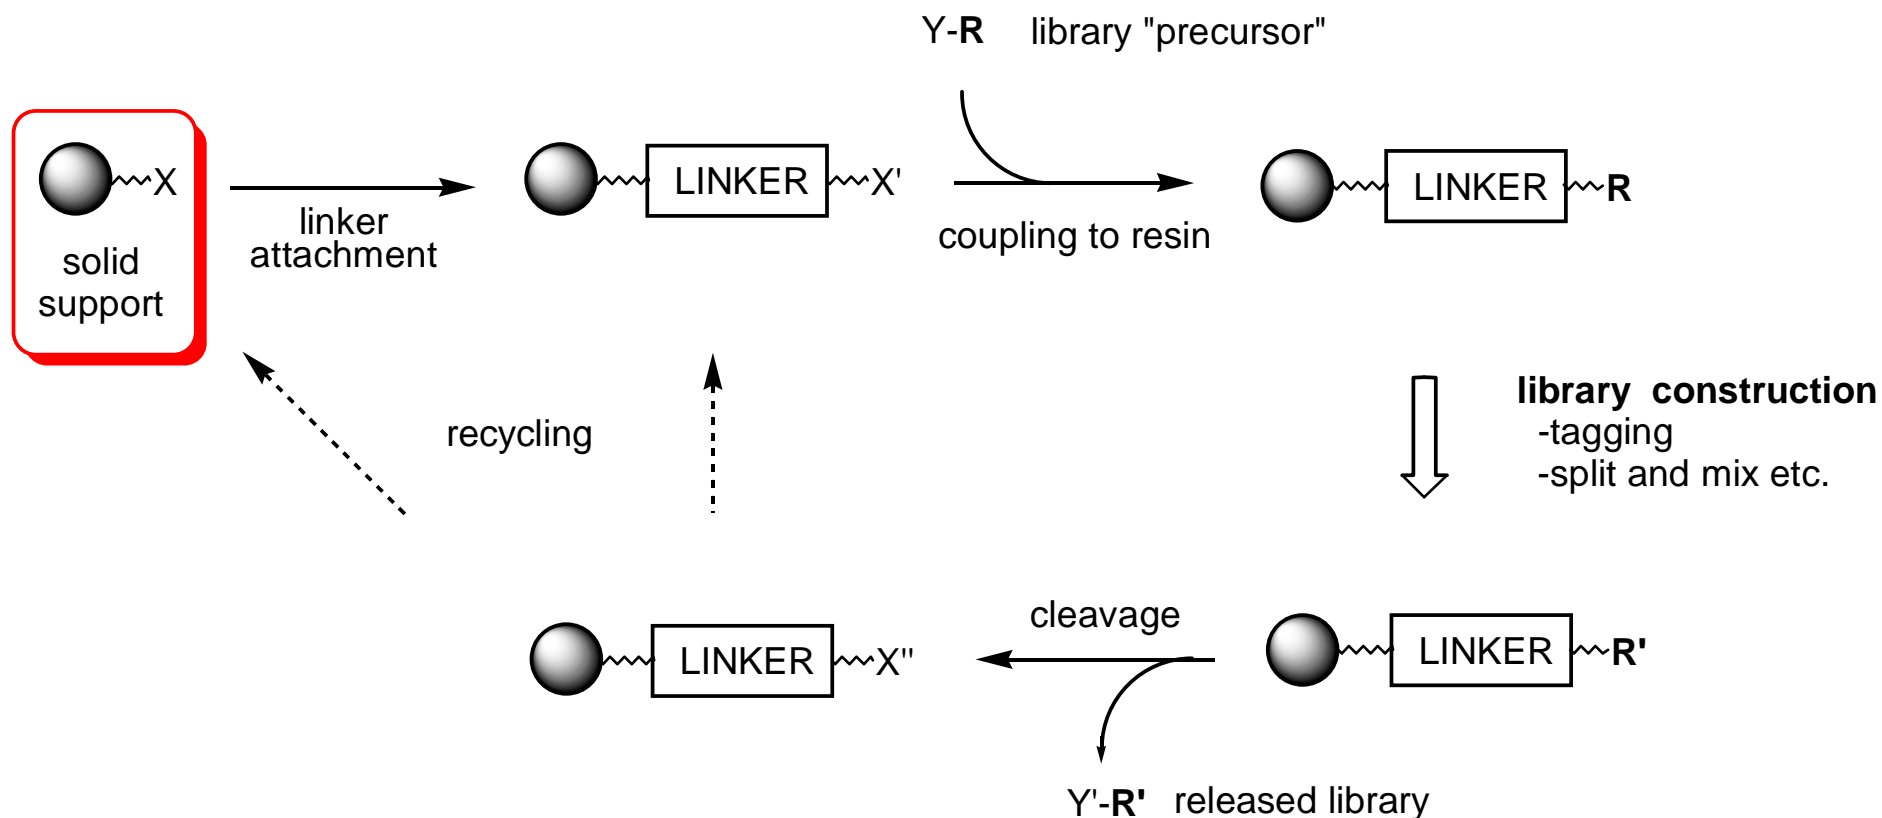 Y-R library "precursor"
X
LINKER
X'
LINKER
R
linker
attachment
coupling to resin
solid
support
recycling
library construction
-tagging
-split and mix etc.
cleavage
LINKER
X"
LINKER
R'
Y'-R' released library